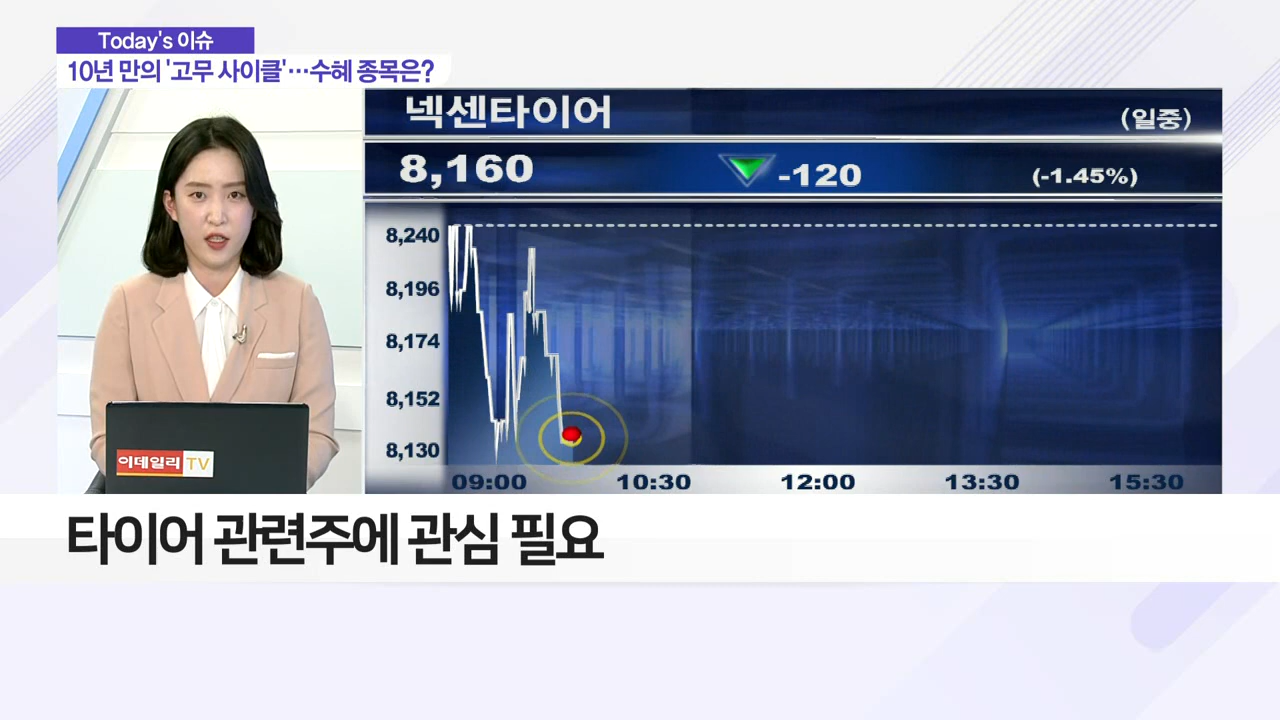 Today's 이슈
10년 만의 '고무 사이클'…수혜 종목은?
넥센타이어
(일중)
8,160
-120
(-1.45%)
8,240
8,196
8,174
8,152
8,130
09:00
10:30
12:00
13:30
15:30
이데일리TV
타이어 관련주에 관심 필요